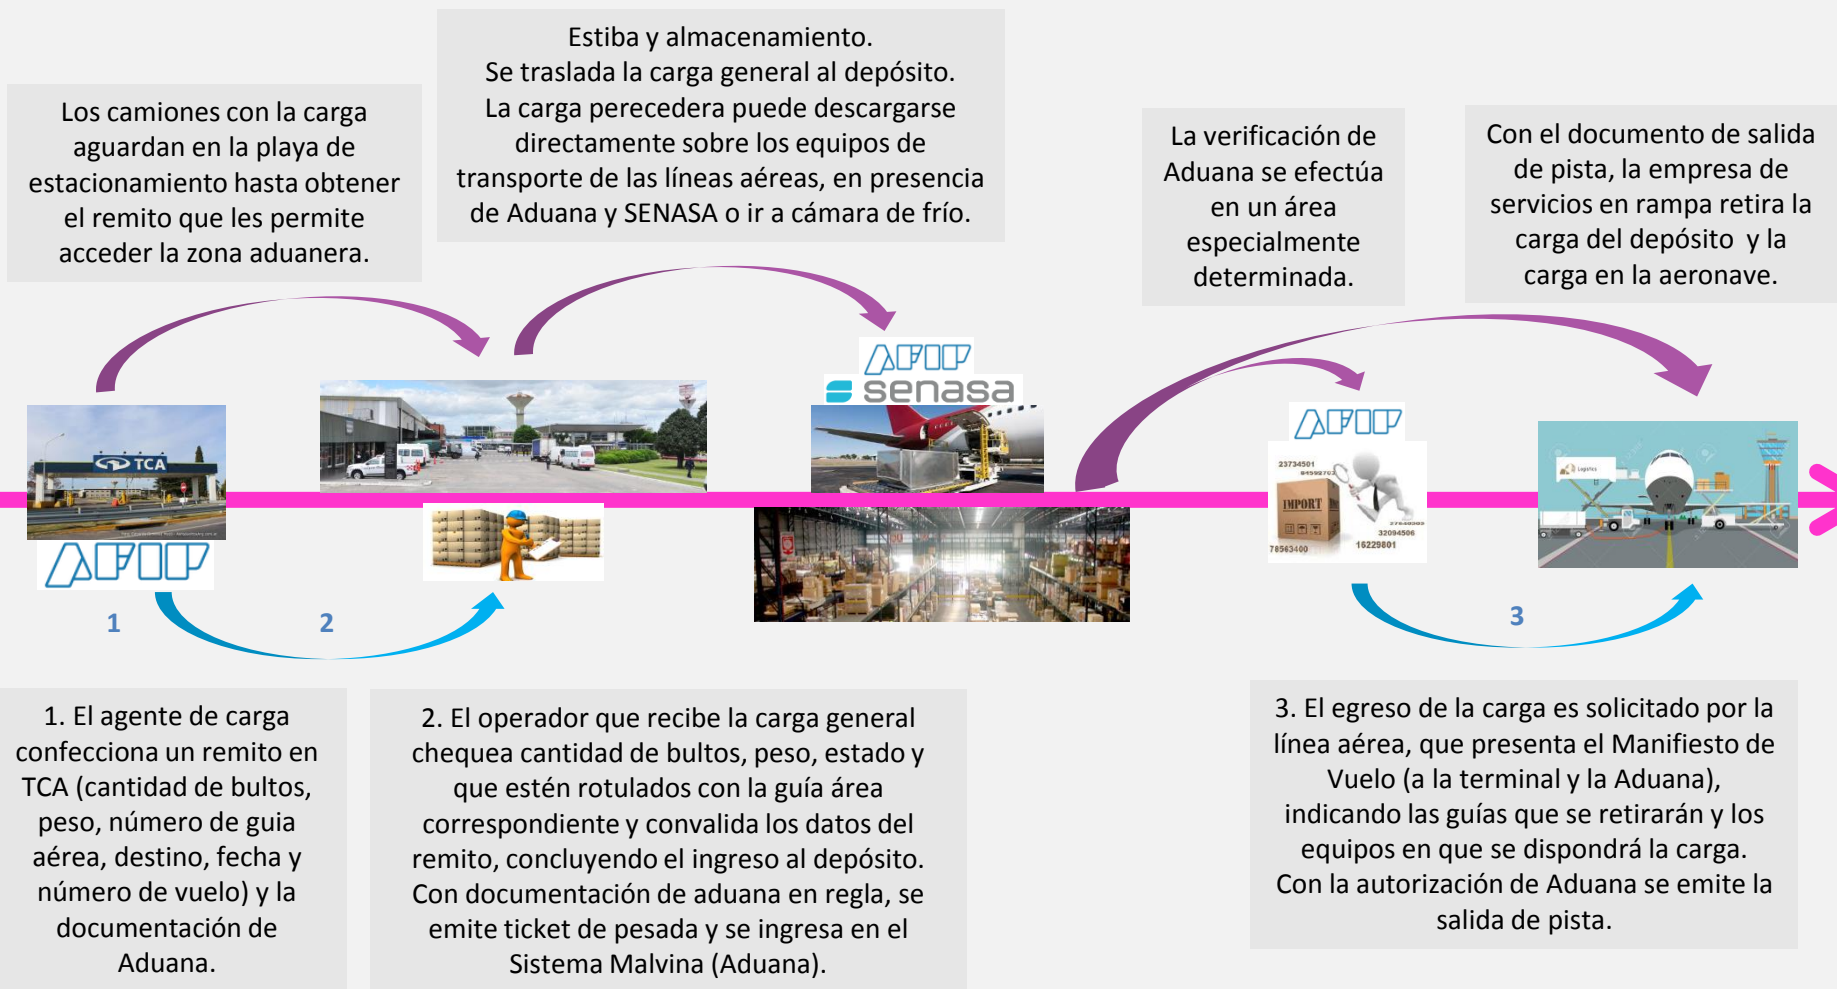 Estiba y almacenamiento.
Se traslada la carga general al depósito.
La carga perecedera puede descargarse
directamente sobre los equipos de
transporte de las líneas aéreas, en presencia
de Aduana y SENASA o ir a cámara de frío.
Los camiones con la carga
aguardan en la playa de
estacionamiento hasta obtener
el remito que les permite
acceder la zona aduanera.
La verificación de
Aduana se efectúa
en un área
especialmente
determinada.
Con el documento de salida
de pista, la empresa de
servicios en rampa retira la
carga del depósito y la
carga en la aeronave.
AFIP
senasa
TCA
AFIP
AFIP
23734501
84592763
IMPORT
27640303
32094506
16229801
78563400
Logistics
1
2
3
1. El agente de carga
confecciona un remito en
TCA (cantidad de bultos,
peso, número de guia
aérea, destino, fecha y
número de vuelo) y la
documentación de
Aduana.
2. El operador que recibe la carga general
chequea cantidad de bultos, peso, estado y
que estén rotulados con la guía área
correspondiente y convalida los datos del
remito, concluyendo el ingreso al depósito.
Con documentación de aduana en regla, se
emite ticket de pesada y se ingresa en el
Sistema Malvina (Aduana).
3. El egreso de la carga es solicitado por la
línea aérea, que presenta el Manifiesto de
Vuelo (a la terminal y la Aduana),
indicando las guías que se retirarán y los
equipos en que se dispondrá la carga.
Con la autorización de Aduana se emite la
salida de pista.